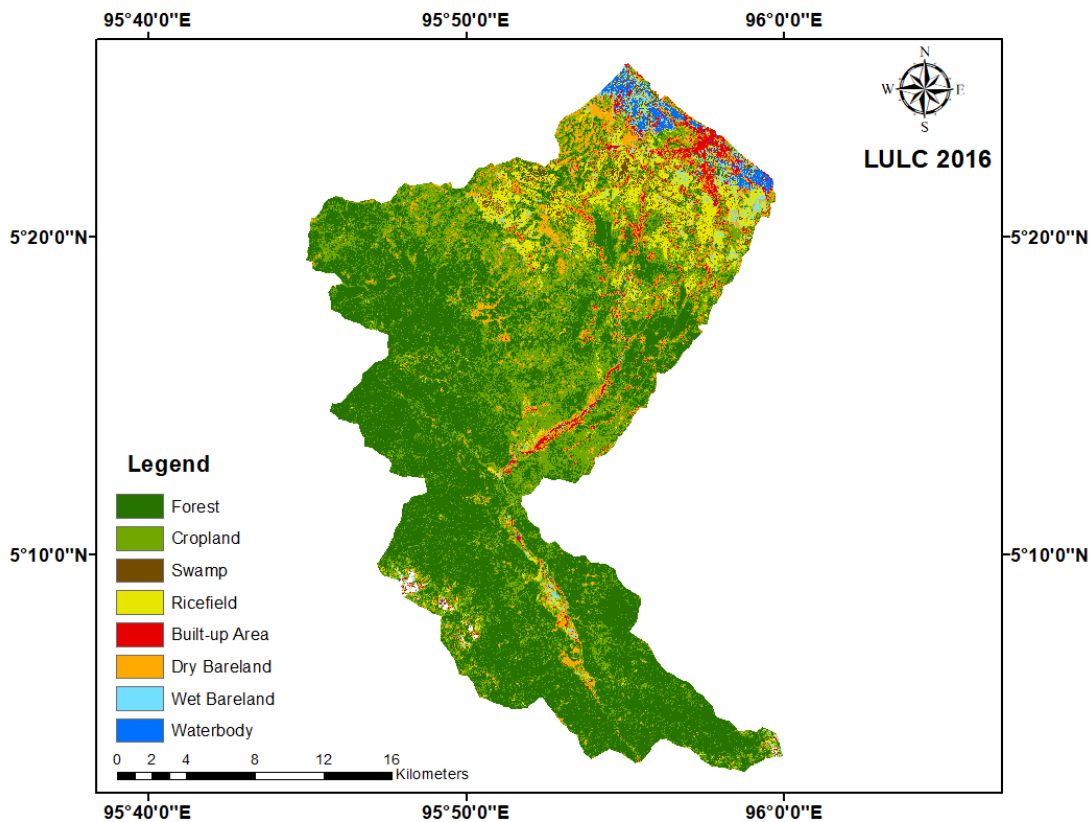 95°40'0"E 95°50'0"E 96°0'0"E
N
W E
S
LULC 2016
5°20'0"N 5°20'0"N
Legend
Forest
Cropland
5°10'0"N 5°10'0"N
Swamp
Ricefield
Built-up Area
Dry Bareland
Wet Bareland
Waterbody
0 2 4 8 12 16
Kilometers
95°40'0"E 95°50'0"E 96°0'0"E